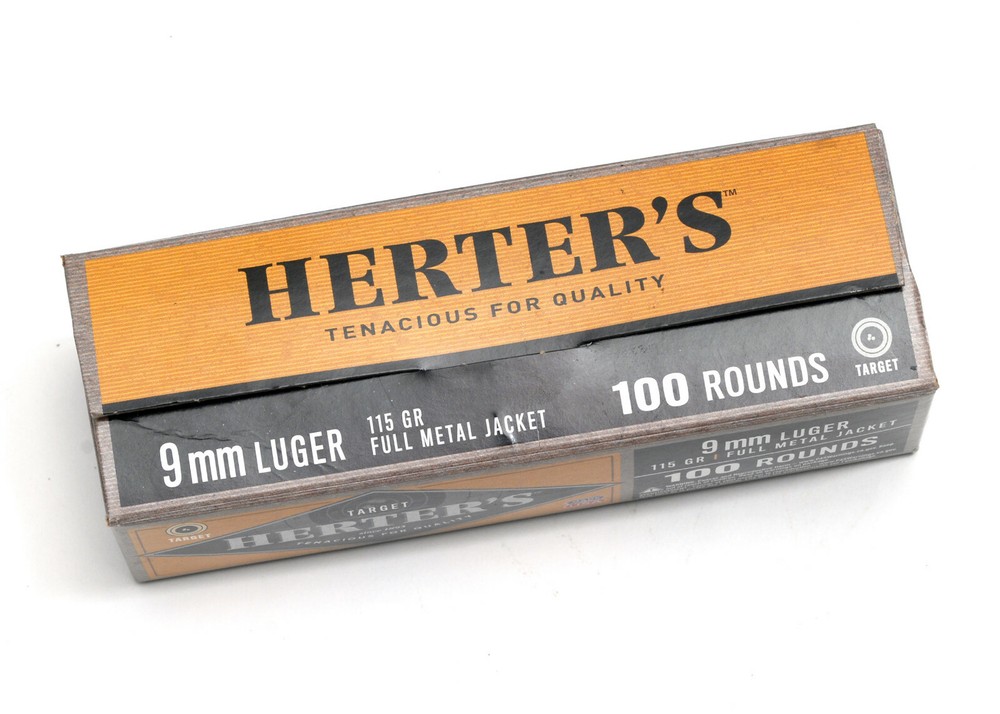 HERTER'S™
TENACIOUS FOR QUALITY
9mm LUGER
115 GR
FULL METAL JACKET
100 ROUNDS
TARGET
TARGET
TARGET
HERTER'S
TENACIOUS FOR QUALITY
9mm LUGER
115 GR | FULL METAL JACKET
100 ROUNDS